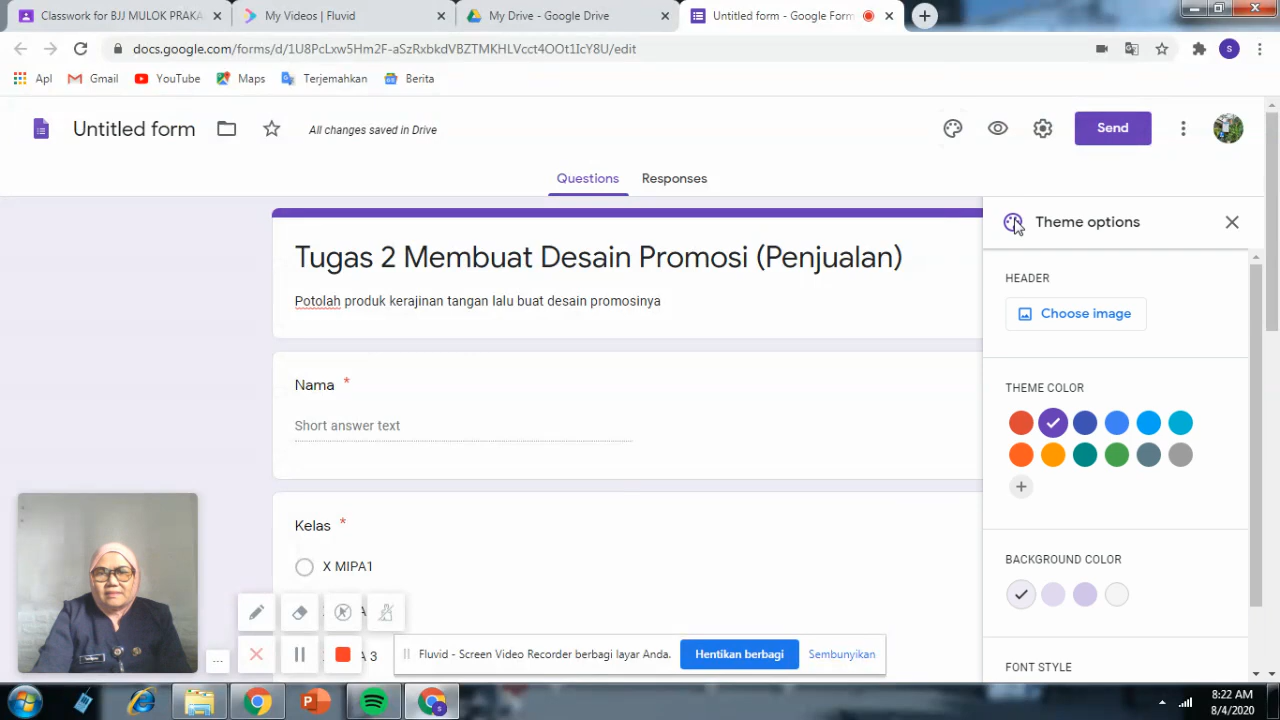 Classwork for BJJ MULOK PRAKA
My Videos | Fluvid
My Drive - Google Drive
Untitled form - Google Form
docs.google.com/forms/d/1U8PcLxw5Hm2F-aSzRxbkdVBZTMKHLVcct4OOt1IcY8U/edit
S
Apl Gmail YouTube Maps Terjemahkan Berita
Untitled form All changes saved in Drive
Send
Questions Responses
Theme options
Tugas 2 Membuat Desain Promosi (Penjualan)
Potolah produk kerajinan tangan lalu buat desain promosinya
HEADER
Choose image
THEME COLOR
Nama *
Short answer text
BACKGROUND COLOR
Kelas *
X MIPA1
A
A 3
FONT STYLE
Fluvid - Screen Video Recorder berbagi layar Anda. Hentikan berbagi Sembunyikan
8:22 AM
8/4/2020